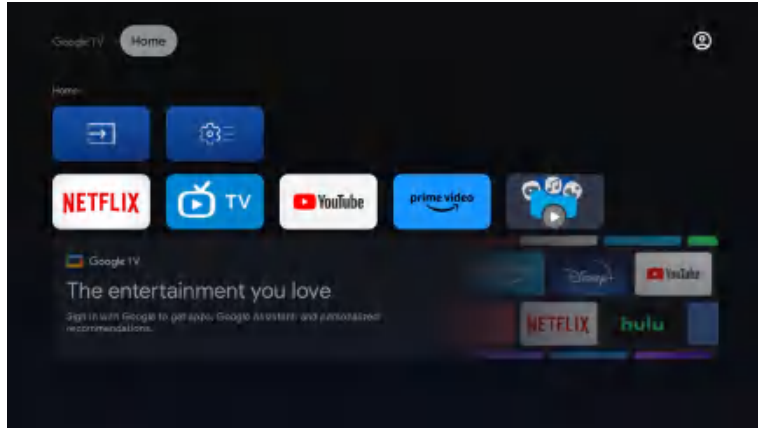 Google TV Home
Home
NETFLIX TV YouTube prime video
Google TV
The entertainment you love
Sign in with Google to get apps, Google Assistant, and personalized
recommendations.
Disney+ YouTube
NETFLIX hulu